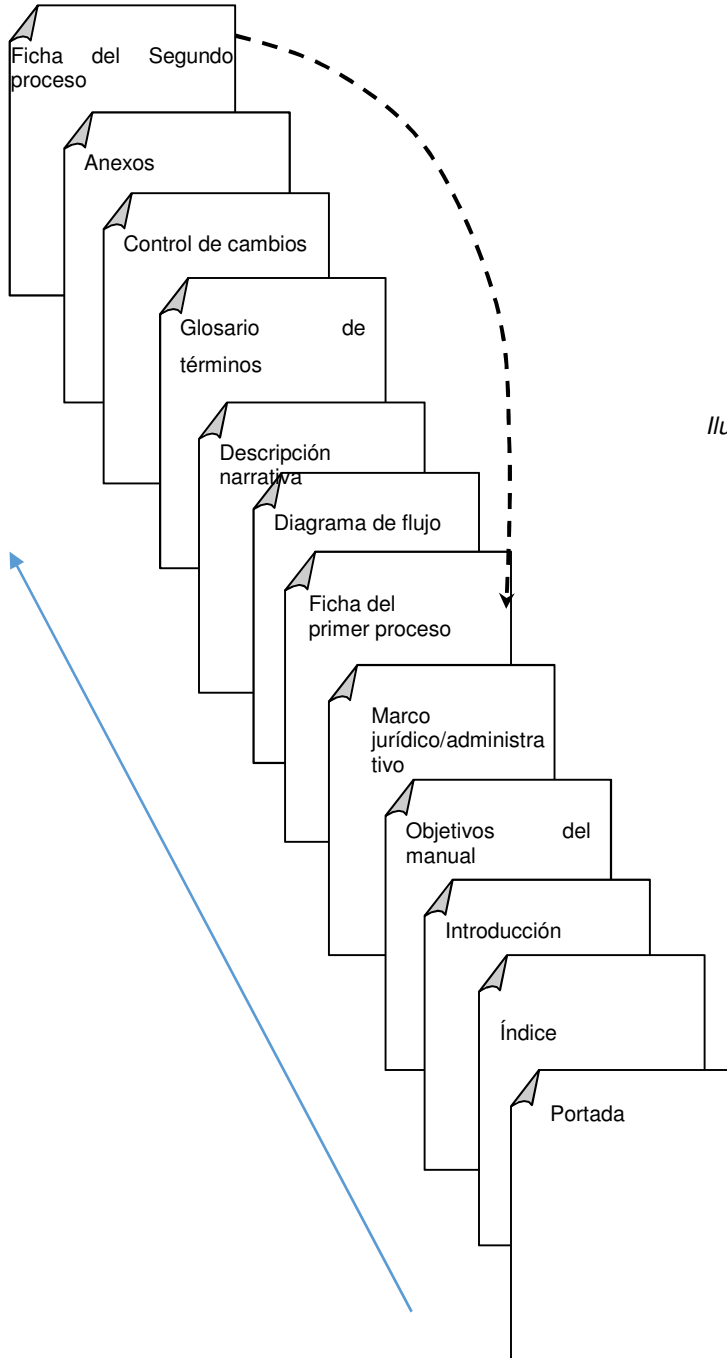 Ficha del Segundo
proceso
Anexos
Control de cambios
Glosario de
términos
Descripción
narrativa
Diagrama de flujo
Ficha del
primer proceso
Marco
jurídico/administra
tivo
Objetivos del
manual
Introducción
Índice
Portada